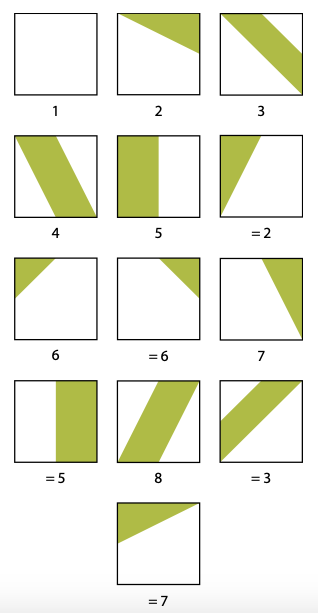 1 2 3
4 5 = 2
6 = 6 7
= 5 8 = 3
= 7